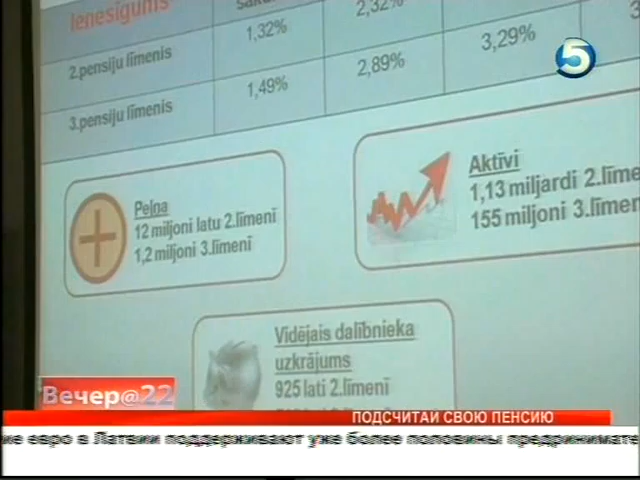 Ienesīgums
1,32%
2,32%
3,29%
2.pensiju līmenis
1,49%
2,89%
3.pensiju līmenis
5
Peļņa
12 miljoni latu 2.līmenī
1,2 miljoni 3.līmenī
Aktīvi
1,13 miljardi 2.līme
155 miljoni 3.līmen
Vidējais dalībnieka
uzkrājums
925 lati 2.līmenī
Вечер@22
ПОДСЧИТАЙ СВОЮ ПЕНСИЮ
ие евро в Латвии поддерживают уже более половины предпринимате